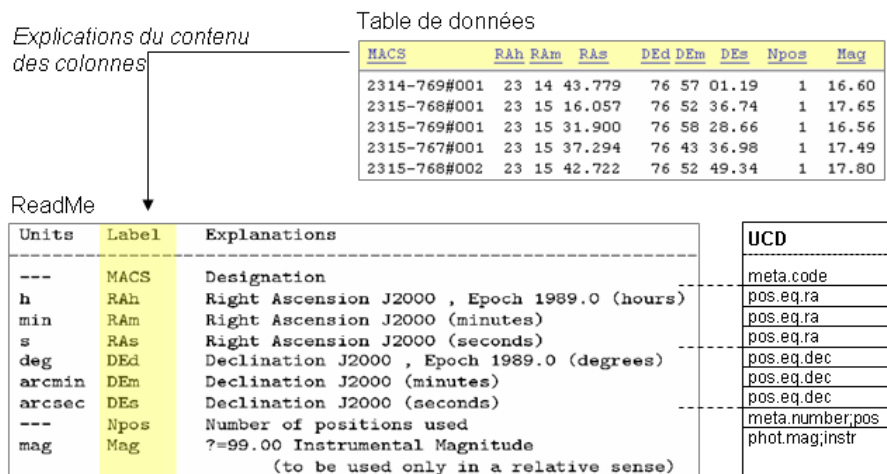 Explications du contenu
des colonnes
Table de données
MACS RAh RAm RAs DEd DEm DEs Npos Mag
2314-769#001 23 14 43.779 76 57 01.19 1 16.60
2315-768#001 23 15 16.057 76 52 36.74 1 17.65
2315-769#001 23 15 31.900 76 58 28.66 1 16.56
2315-767#001 23 15 37.294 76 43 36.98 1 17.49
2315-768#002 23 15 42.722 76 52 49.34 1 17.80
ReadMe
Units Label Explanations
--- MACS Designation
h RAh Right Ascension J2000 , Epoch 1989.0 (hours)
min RAm Right Ascension J2000 (minutes)
s RAs Right Ascension J2000 (seconds)
deg DEd Declination J2000 , Epoch 1989.0 (degrees)
arcmin DEm Declination J2000 (minutes)
arcsec DEs Declination J2000 (seconds)
--- Npos Number of positions used
mag Mag ?=99.00 Instrumental Magnitude
(to be used only in a relative sense)
UCD
meta.code
pos.eq.ra
pos.eq.ra
pos.eq.ra
pos.eq.dec
pos.eq.dec
pos.eq.dec
meta.number;pos
phot.mag;instr